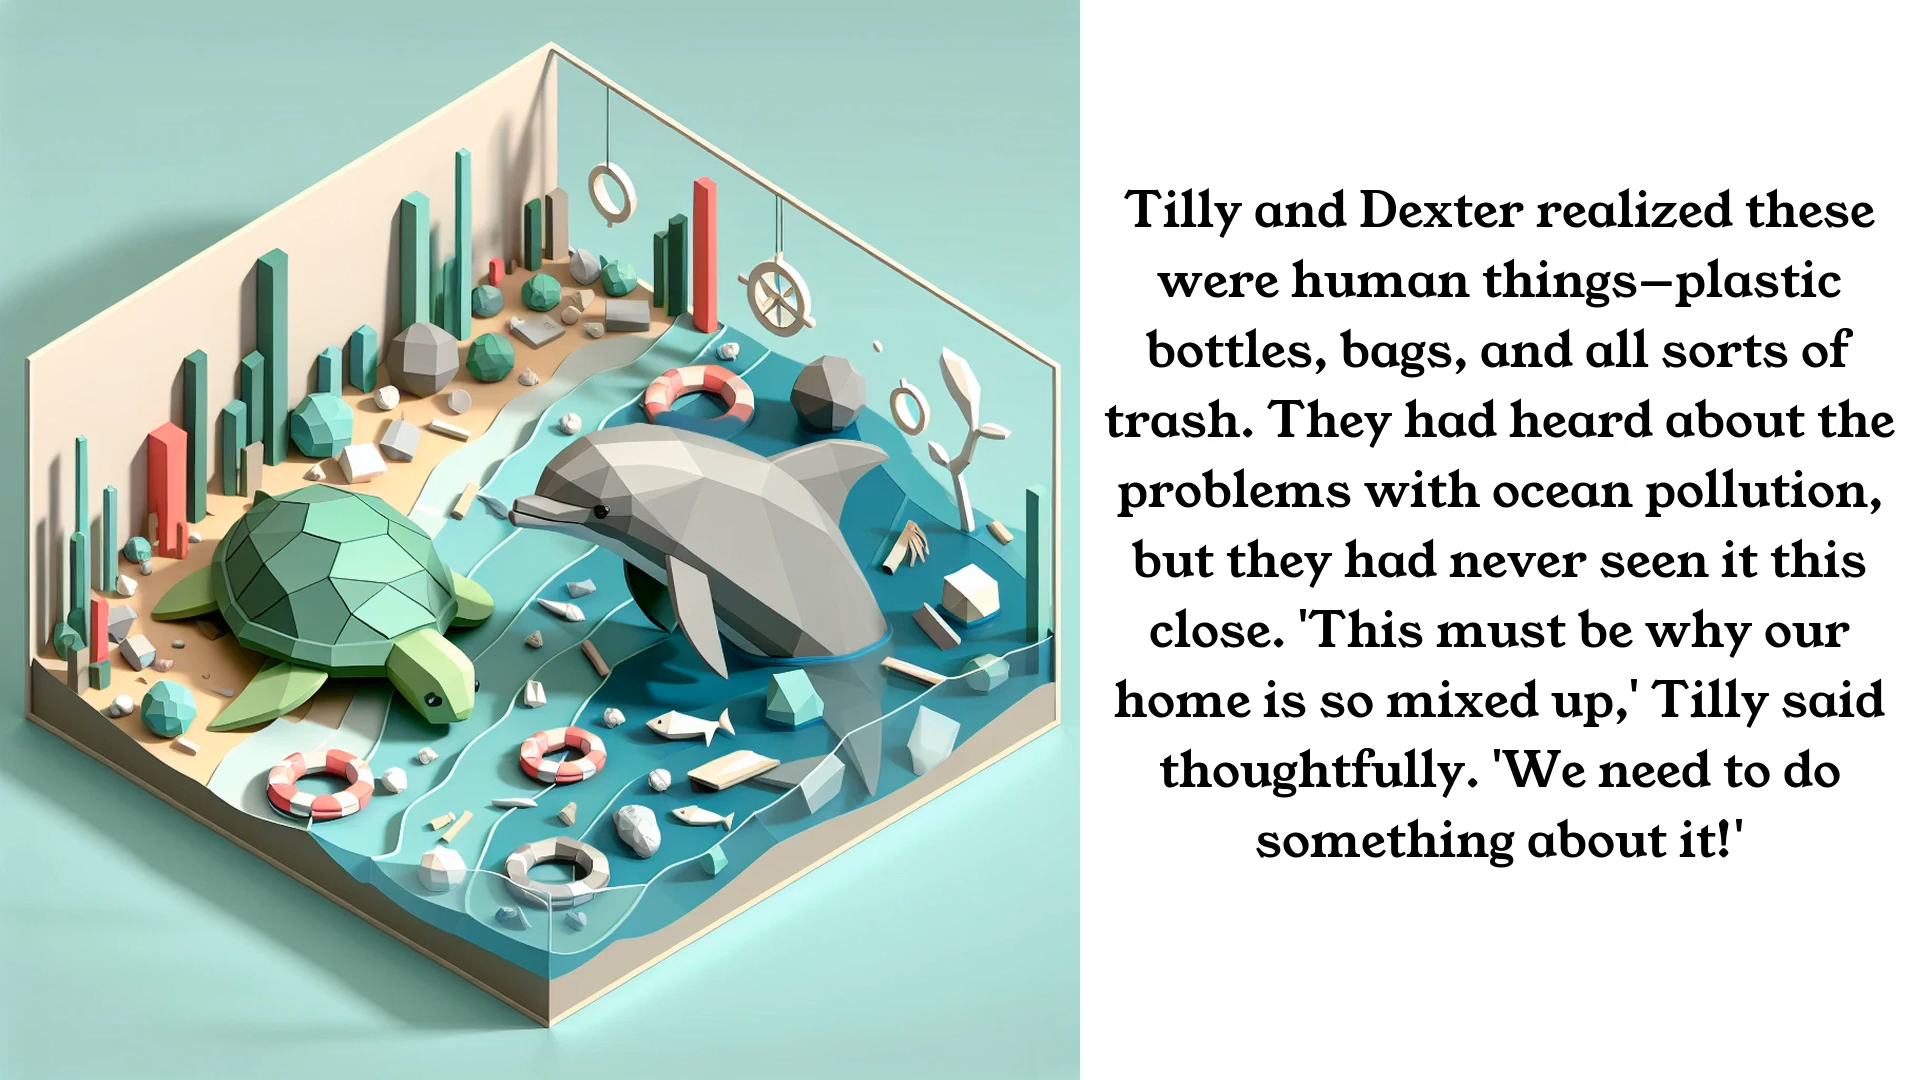 Tilly and Dexter realized these
were human things—plastic
bottles, bags, and all sorts of
trash. They had heard about the
problems with ocean pollution,
but they had never seen it this
close. 'This must be why our
home is so mixed up,' Tilly said
thoughtfully. 'We need to do
something about it!'